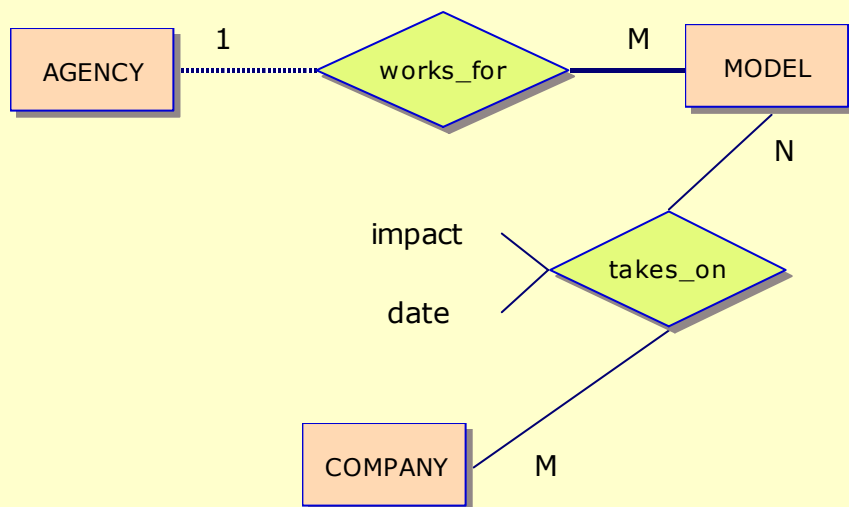 1
M
AGENCY
works_for
MODEL
N
impact
takes_on
date
COMPANY
M